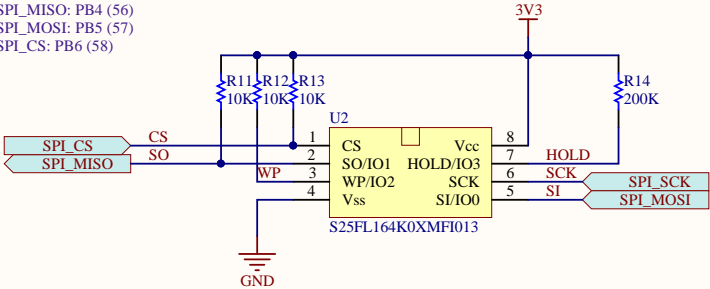 SPI_MISO: PB4 (56)
SPI_MOSI: PB5 (57)
SPI_CS: PB6 (58)
3V3
R11 R12 R13 R14
10K 10K 10K 200K
U2
SPI_CS CS 1 CS Vcc 8
SPI_MISO SO 2 SO/IO1 HOLD/IO3 7 HOLD
WP 3 WP/IO2 SCK 6 SCK SPI_SCK
4 Vss SI/IO0 5 SI SPI_MOSI
S25FL164K0XMFI013
GND